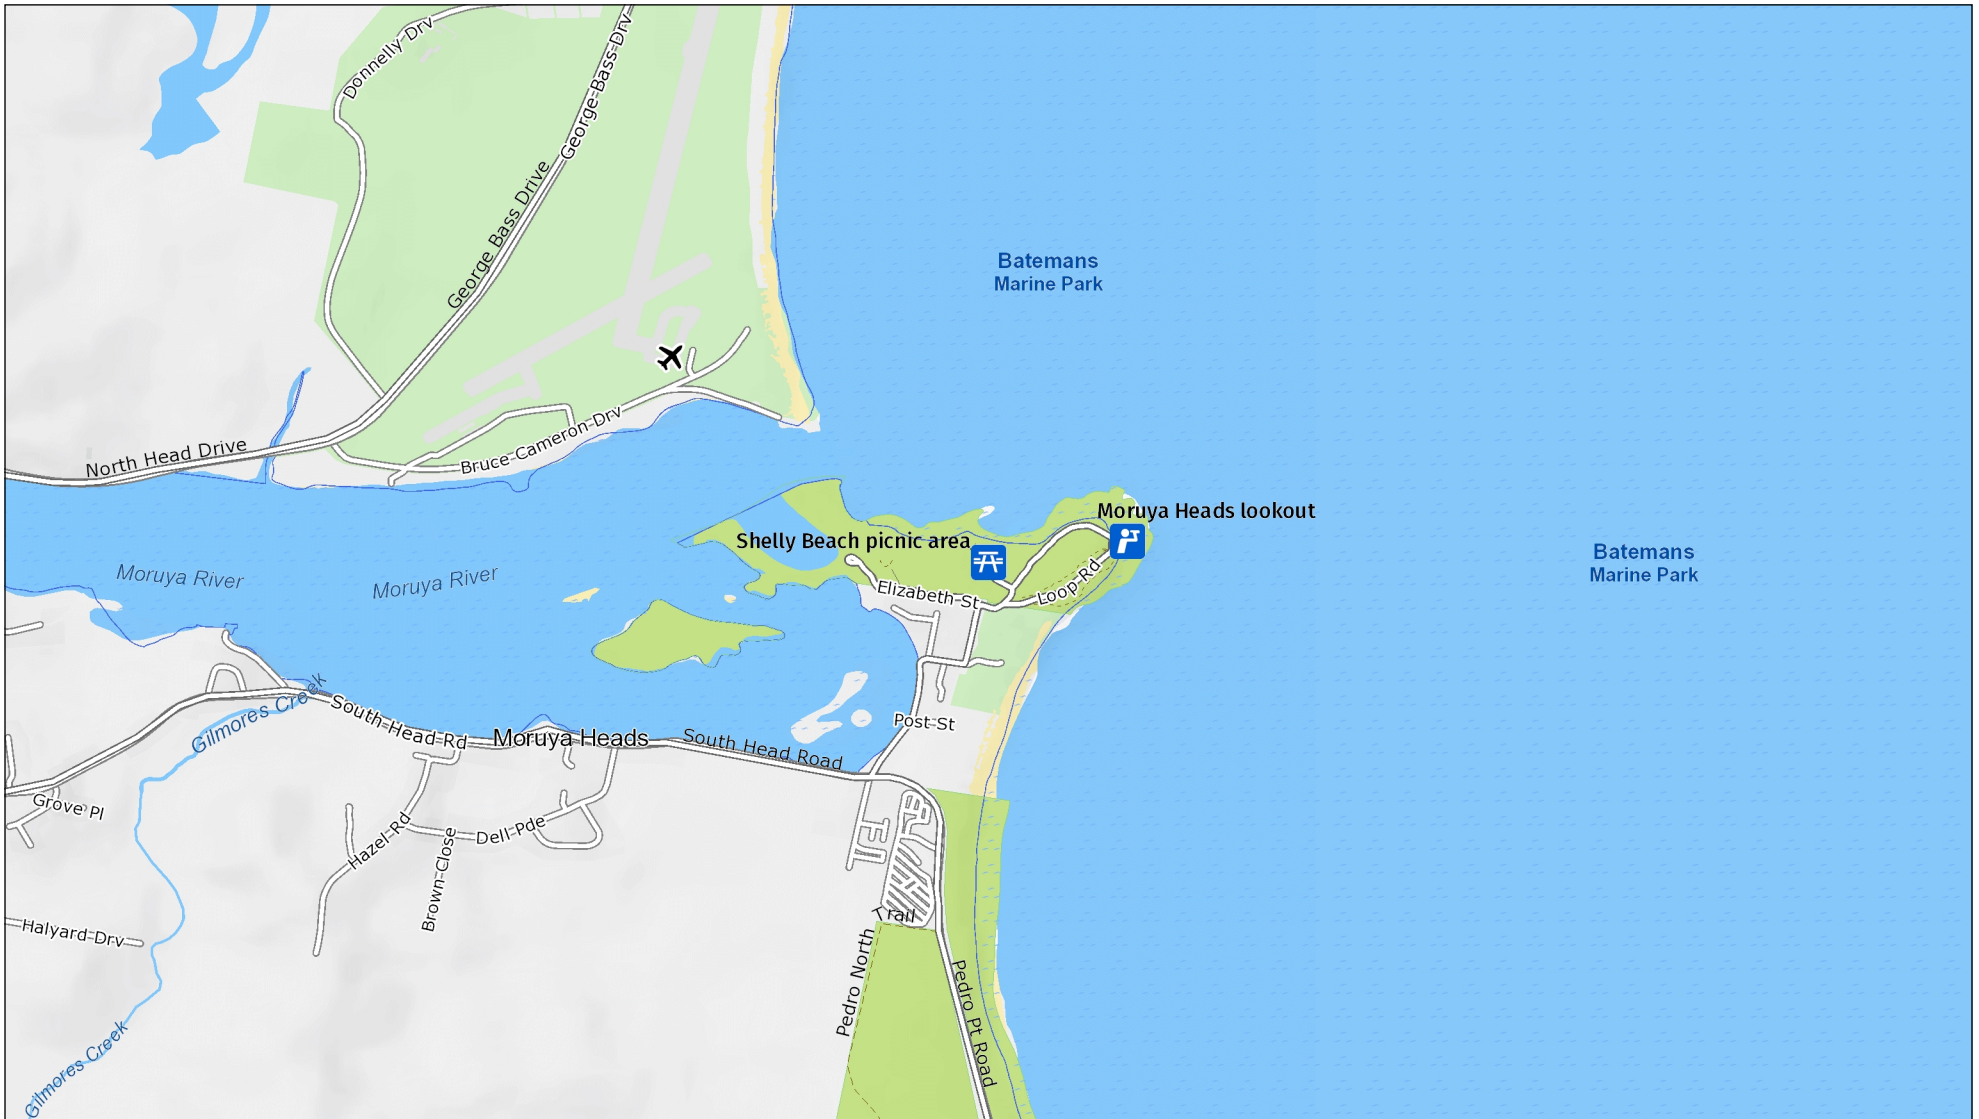 Donnelly Drv
George Bass Drv
George Bass Drive
Batemans
Marine Park
North Head Drive
Bruce Cameron Drv
Moruya Heads lookout
Shelly Beach picnic area
Batemans
Marine Park
Moruya River
Moruya River
Elizabeth St
Loop Rd
Gilmores Creek
South Head Rd
Moruya Heads
South Head Road
Post St
Grove Pl
Hazel Rd
Brown Close
Dell Pde
Halyard Drv
Pedro North
Trail
Pedro Pt Road
Gilmores Creek